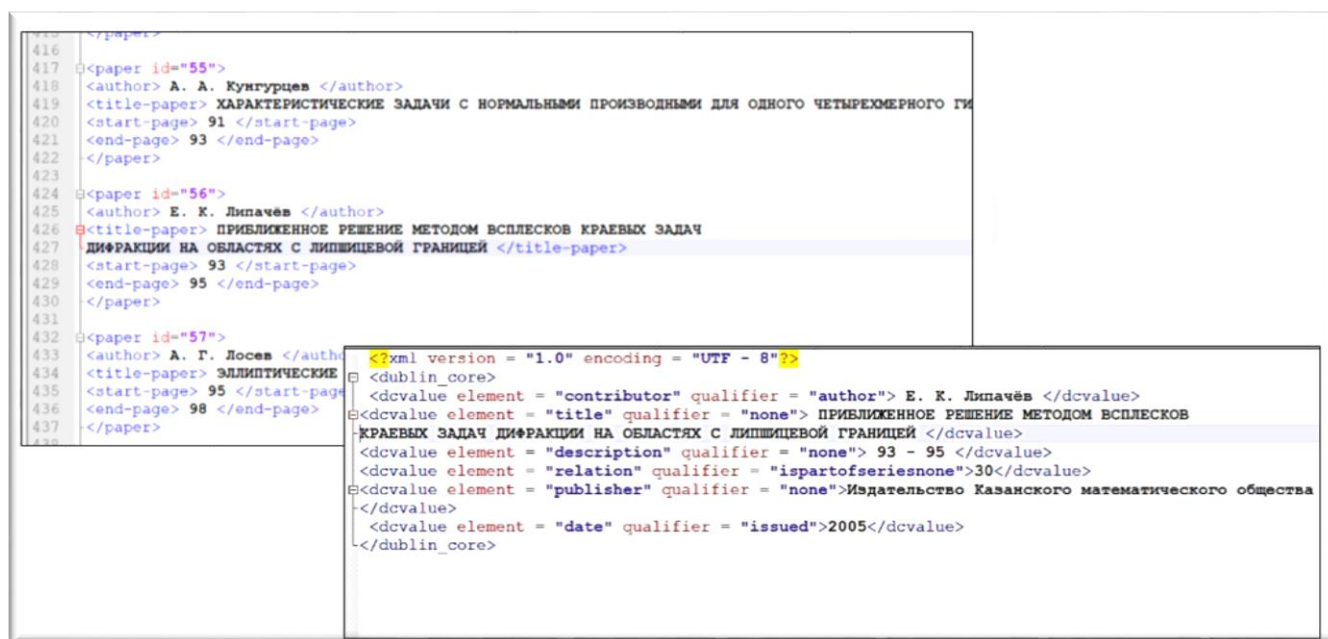 415 </paper>
416
417 <paper id="55">
418 <author> А. А. Кунгурцев </author>
419 <title-paper> ХАРАКТЕРИСТИЧЕСКИЕ ЗАДАЧИ С НОРМАЛЬНЫМИ ПРОИЗВОДНЫМИ ДЛЯ ОДНОГО ЧЕТЫРЕХМЕРНОГО ГИ
420 <start-page> 91 </start-page>
421 <end-page> 93 </end-page>
422 </paper>
423
424 <paper id="56">
425 <author> Е. К. Липачёв </author>
426 <title-paper> ПРИБЛИЖЕННОЕ РЕШЕНИЕ МЕТОДОМ ВСПЛЕСКОВ КРАЕВЫХ ЗАДАЧ
427 ДИФРАКЦИИ НА ОБЛАСТЯХ С ЛИПШИЦЕВОЙ ГРАНИЦЕЙ </title-paper>
428 <start-page> 93 </start-page>
429 <end-page> 95 </end-page>
430 </paper>
431
432 <paper id="57">
433 <author> А. Г. Лосев </autho
434 <title-paper> ЭЛЛИПТИЧЕСКИЕ
435 <start-page> 95 </start-page
436 <end-page> 98 </end-page>
437 </paper>
438
<?xml version = "1.0" encoding = "UTF - 8"?>
<dublin_core>
<dcvalue element = "contributor" qualifier = "author"> Е. К. Липачёв </dcvalue>
<dcvalue element = "title" qualifier = "none"> ПРИБЛИЖЕННОЕ РЕШЕНИЕ МЕТОДОМ ВСПЛЕСКОВ
КРАЕВЫХ ЗАДАЧ ДИФРАКЦИИ НА ОБЛАСТЯХ С ЛИПШИЦЕВОЙ ГРАНИЦЕЙ </dcvalue>
<dcvalue element = "description" qualifier = "none"> 93 - 95 </dcvalue>
<dcvalue element = "relation" qualifier = "ispartofseriesnone">30</dcvalue>
<dcvalue element = "publisher" qualifier = "none">Издательство Казанского математического общества
</dcvalue>
<dcvalue element = "date" qualifier = "issued">2005</dcvalue>
</dublin_core>